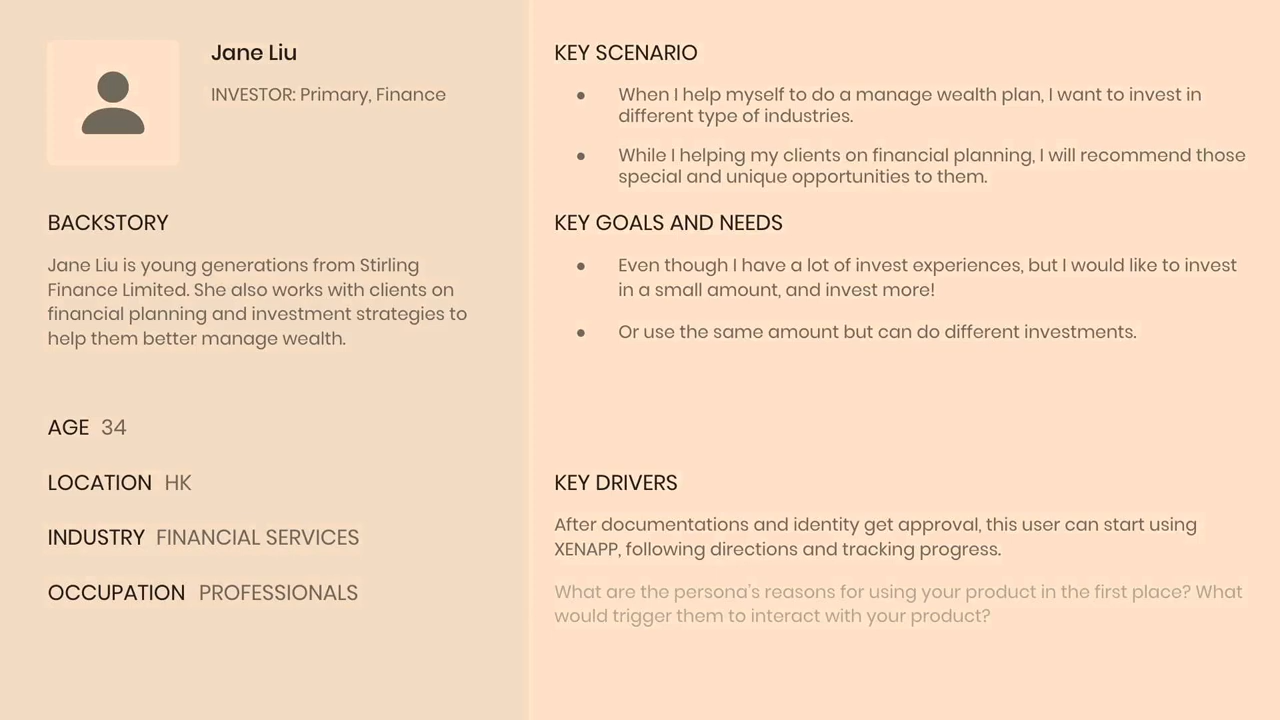 Jane Liu
INVESTOR: Primary, Finance
BACKSTORY
Jane Liu is young generations from Stirling
Finance Limited. She also works with clients on
financial planning and investment strategies to
help them better manage wealth.
AGE 34
LOCATION HK
INDUSTRY FINANCIAL SERVICES
OCCUPATION PROFESSIONALS
KEY SCENARIO
● When I help myself to do a manage wealth plan, I want to invest in
different type of industries.
● While I helping my clients on financial planning, I will recommend those
special and unique opportunities to them.
KEY GOALS AND NEEDS
● Even though I have a lot of invest experiences, but I would like to invest
in a small amount, and invest more!
● Or use the same amount but can do different investments.
KEY DRIVERS
After documentations and identity get approval, this user can start using
XENAPP, following directions and tracking progress.
What are the persona's reasons for using your product in the first place? What
would trigger them to interact with your product?